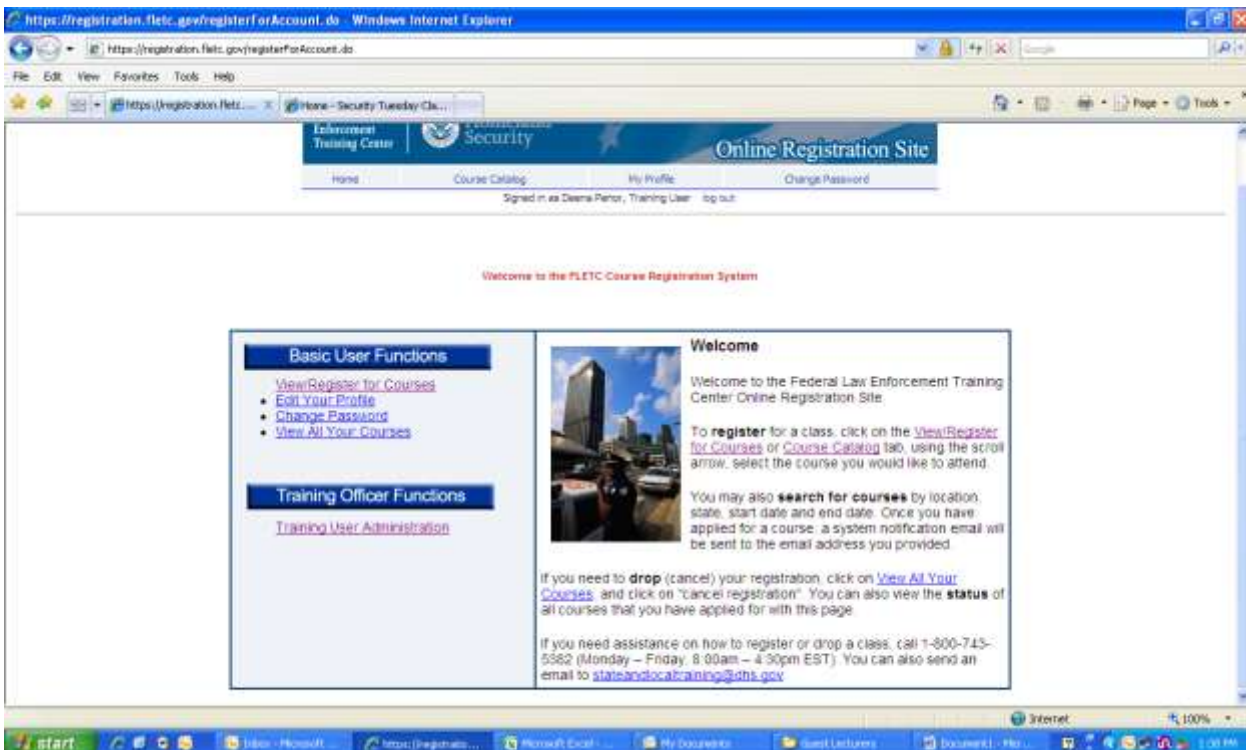 https://registration.fletc.gov/registerForAccount.do - Windows Internet Explorer
https://registration.fletc.gov/registerForAccount.do
Google
File Edit View Favorites Tools Help
https://registration.fletc.... Home - Security Tuesday Cla... Page Tools
Enforcement
Training Center
Security
Online Registration Site
Home Course Catalog My Profile Change Password
Signed in as Deena Training User log out
Welcome to the FLETC Course Registration System
Basic User Functions
View/Register for Courses
Edit Your Profile
Change Password
View All Your Courses
Training Officer Functions
Training User Administration
Welcome
Welcome to the Federal Law Enforcement Training
Center Online Registration Site
To register for a class, click on the View/Register
for Courses or Course Catalog tab, using the scroll
arrow, select the course you would like to attend.
You may also search for courses by location
state, start date and end date. Once you have
applied for a course, a system notification email will
be sent to the email address you provided.
If you need to drop (cancel) your registration, click on View All Your
Courses, and click on "cancel registration". You can also view the status of
all courses that you have applied for with this page.
If you need assistance on how to register or drop a class, call 1-800-743-
5382 (Monday – Friday, 8:00am – 4:30pm EST). You can also send an
email to stateandlocaltraining@dhs.gov
Internet 100%
start Inbox - Microsoft ... https://registratio... Microsoft Excel - ... My Documents Guest Lecturers Document1 - Mic...